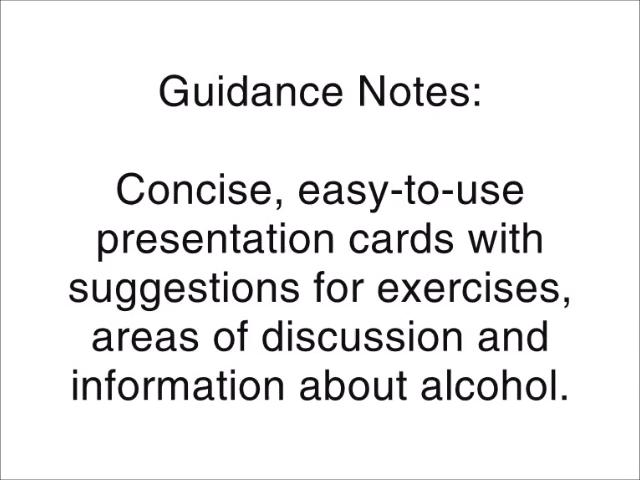 Guidance Notes:
Concise, easy-to-use
presentation cards with
suggestions for exercises,
areas of discussion and
information about alcohol.